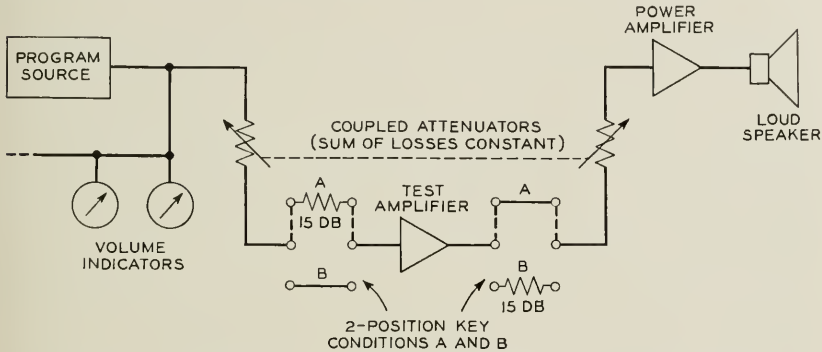 PROGRAM
SOURCE
VOLUME
INDICATORS
COUPLED ATTENUATORS
(SUM OF LOSSES CONSTANT)
A
15 DB
B
TEST
AMPLIFIER
A
B
15 DB
2-POSITION KEY
CONDITIONS A AND B
POWER
AMPLIFIER
LOUD
SPEAKER